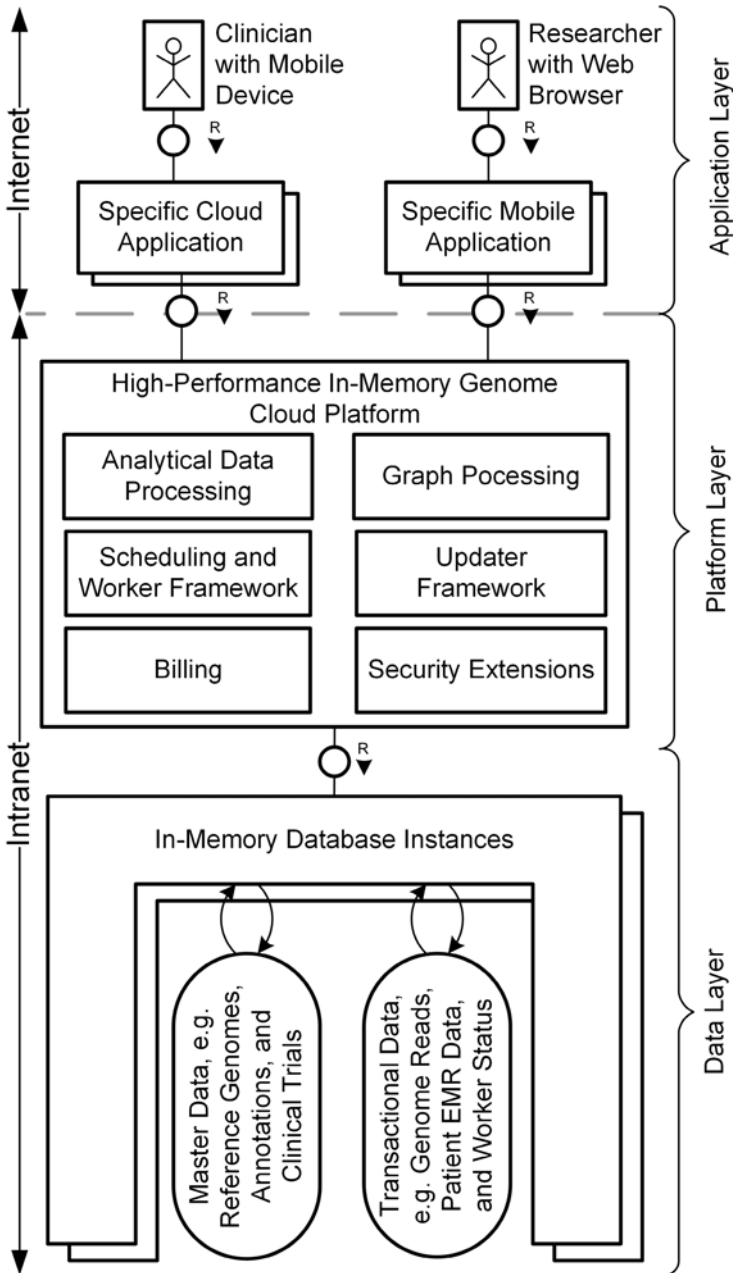 Clinician
with Mobile
Device
Researcher
with Web
Browser
R
R
Specific Cloud
Application
Specific Mobile
Application
R
R
Internet
Application Layer
High-Performance In-Memory Genome
Cloud Platform
Analytical Data
Processing
Graph Pocessing
Scheduling and
Worker Framework
Updater
Framework
Billing
Security Extensions
Platform Layer
R
Intranet
In-Memory Database Instances
Master Data, e.g.
Reference Genomes,
Annotations, and
Clinical Trials
Transactional Data,
e.g. Genome Reads,
Patient EMR Data,
and Worker Status
Data Layer